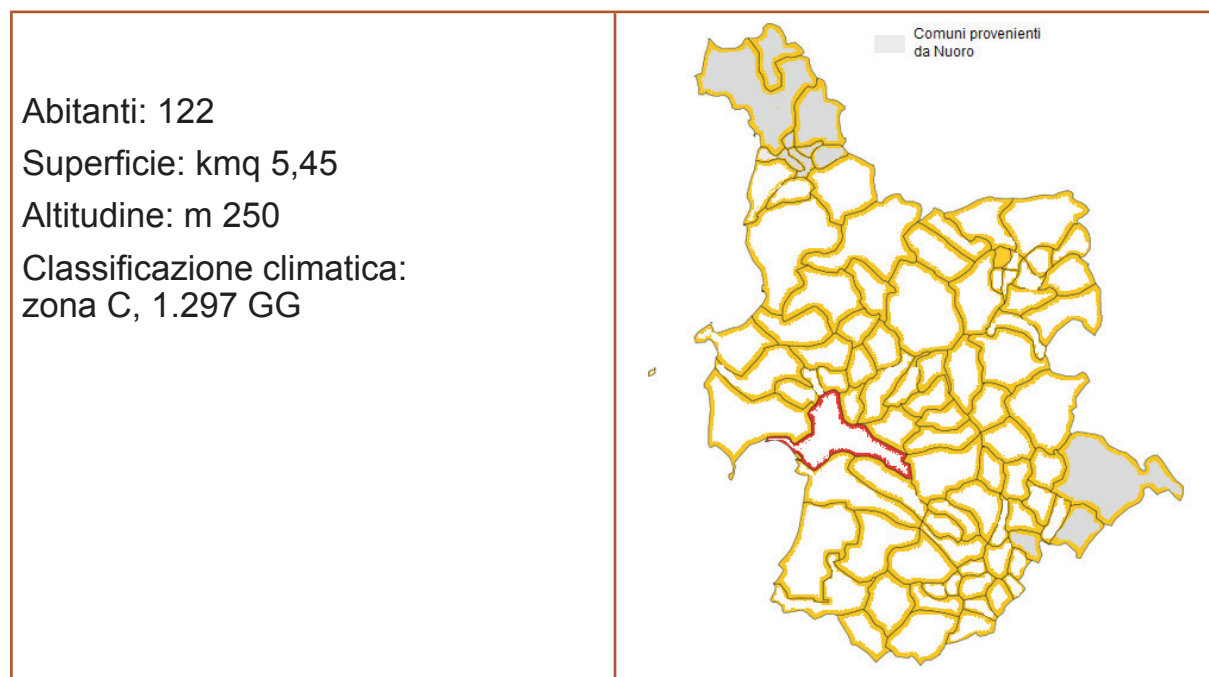 Abitanti: 122
Superficie: kmq 5,45
Altitudine: m 250
Classificazione climatica:
zona C, 1.297 GG
Comuni provenienti
da Nuoro